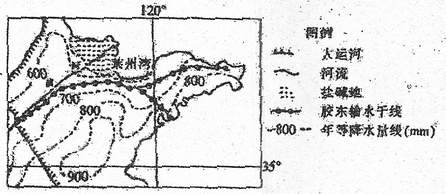 120°
莱州湾
600
700
800
800
900
35°
图例
大运河
河流
盐碱地
胶东输水干线
800 年等降水量线(mm)